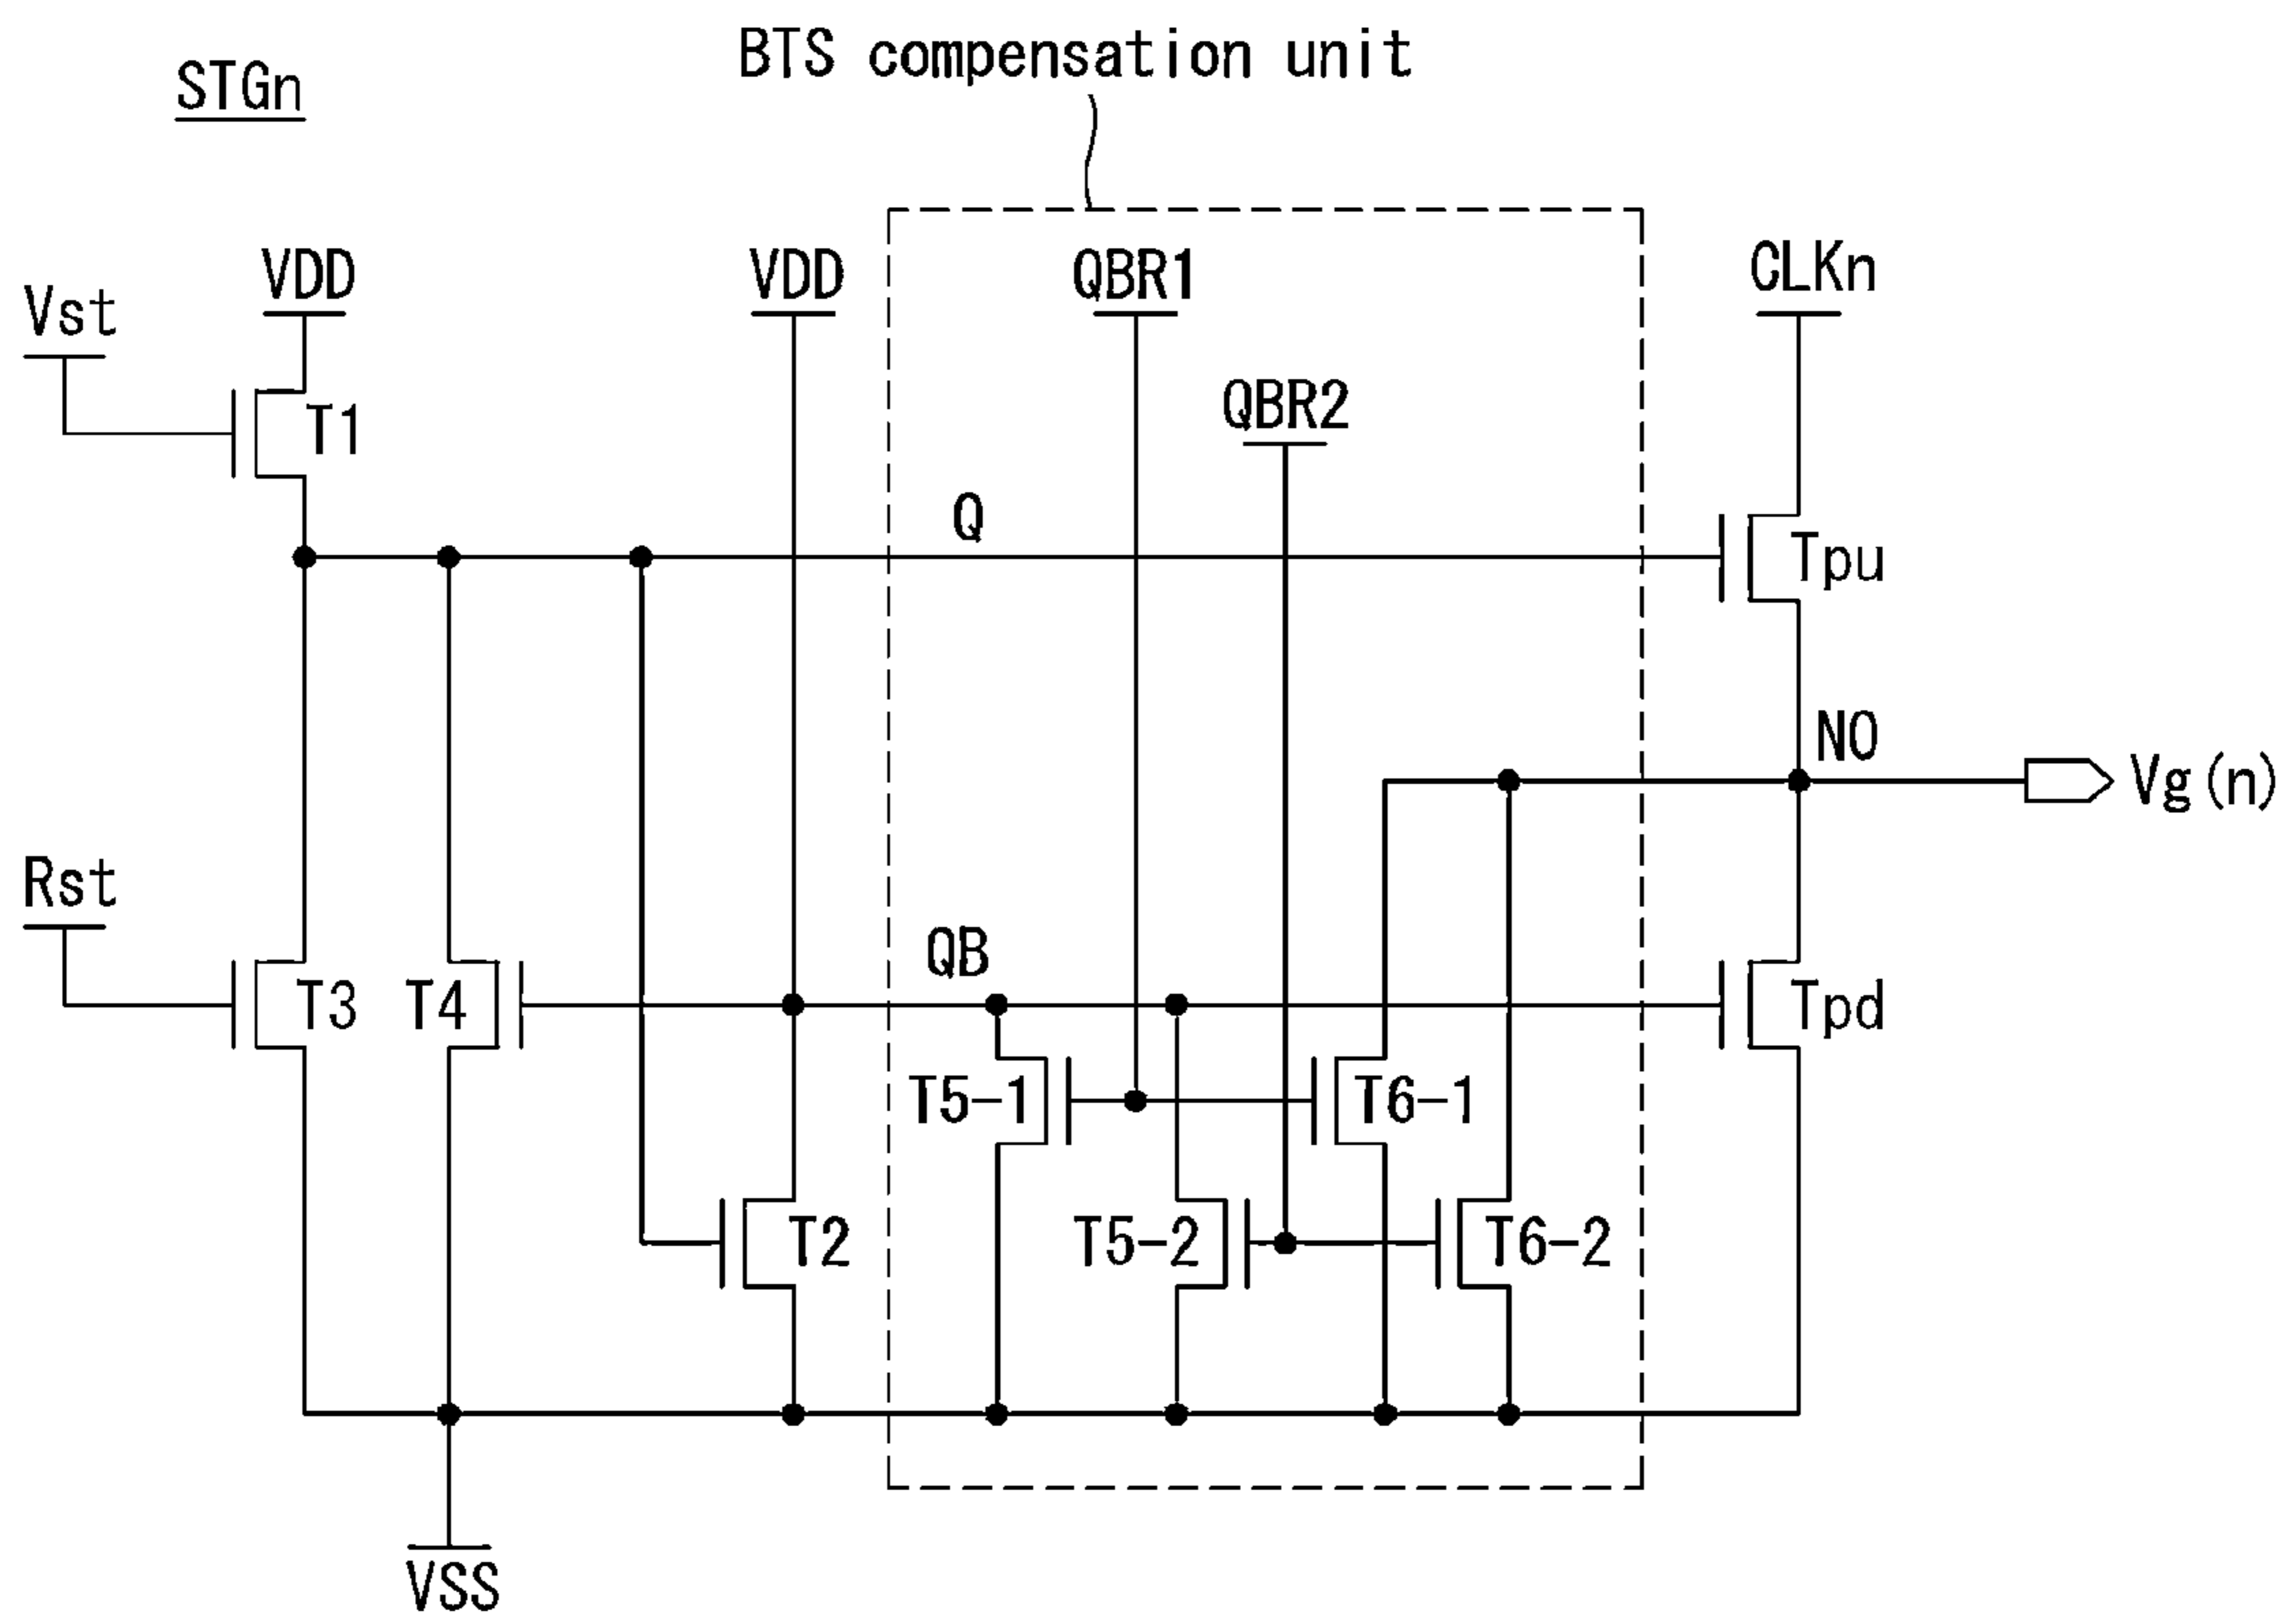 BTS compensation unit
STGn
VDD
VDD
QBR1
CLKn
Vst
QBR2
T1
Q
Tpu
NO
Vg(n)
Rst
QB
T3
T4
Tpd
T5-1
T6-1
T2
T5-2
T6-2
VSS